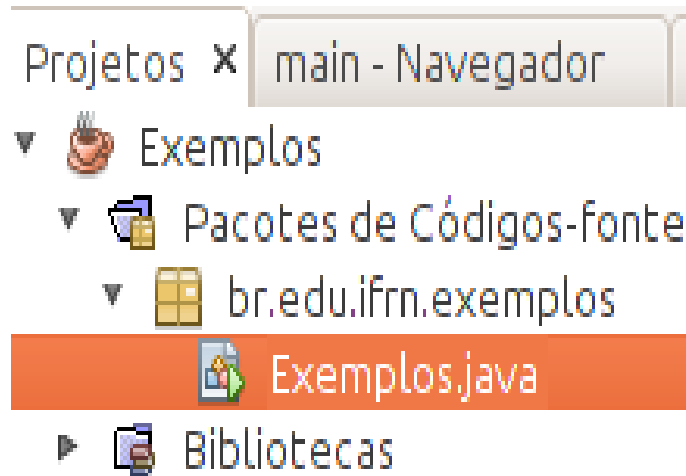 Projetos x main - Navegador
Exemplos
Pacotes de Códigos-fonte
br.edu.ifrn.exemplos
Exemplos.java
Bibliotecas